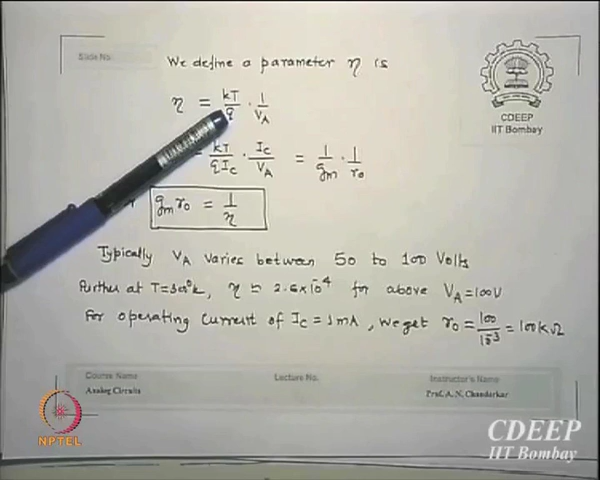 Slide No.
We define a parameter η is
CDEEP
IIT Bombay
η = kT/q · 1/V_A
= kT/qI_C · I_C/V_A = 1/g_m · 1/r_0
g_m r_0 = 1/η
Typically V_A varies between 50 to 100 Volts
Further at T=300°k, η ≃ 2.6×10⁻⁴ for above V_A=100V
For operating current of I_C = 1mA, we get r_0 = 100/10⁻³ = 100kΩ
Course Name
Analog Circuits
Lecture No.
Instructor's Name
Prof. A. N. Chandorkar
NPTEL
CDEEP
IIT Bombay